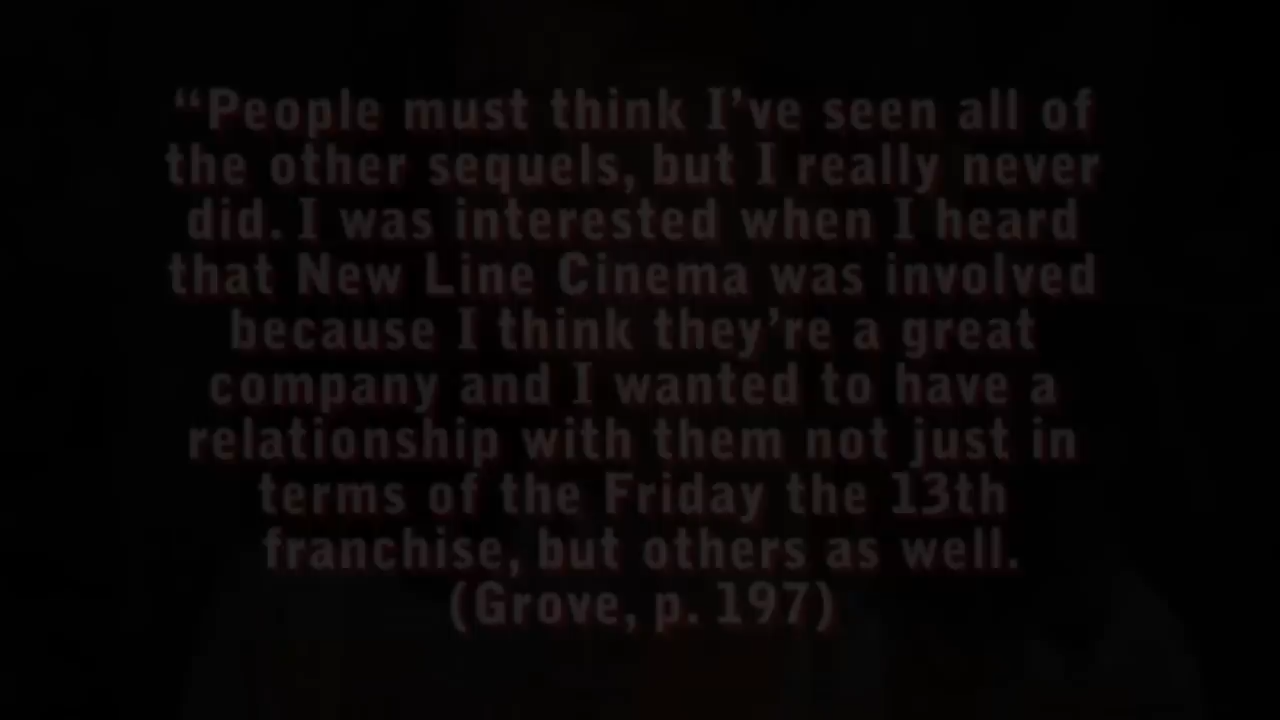 “People must think I’ve seen all of
the other sequels, but I really never
did. I was interested when I heard
that New Line Cinema was involved
because I think they’re a great
company and I wanted to have a
relationship with them not just in
terms of the Friday the 13th
franchise, but others as well.
(Grove, p. 197)